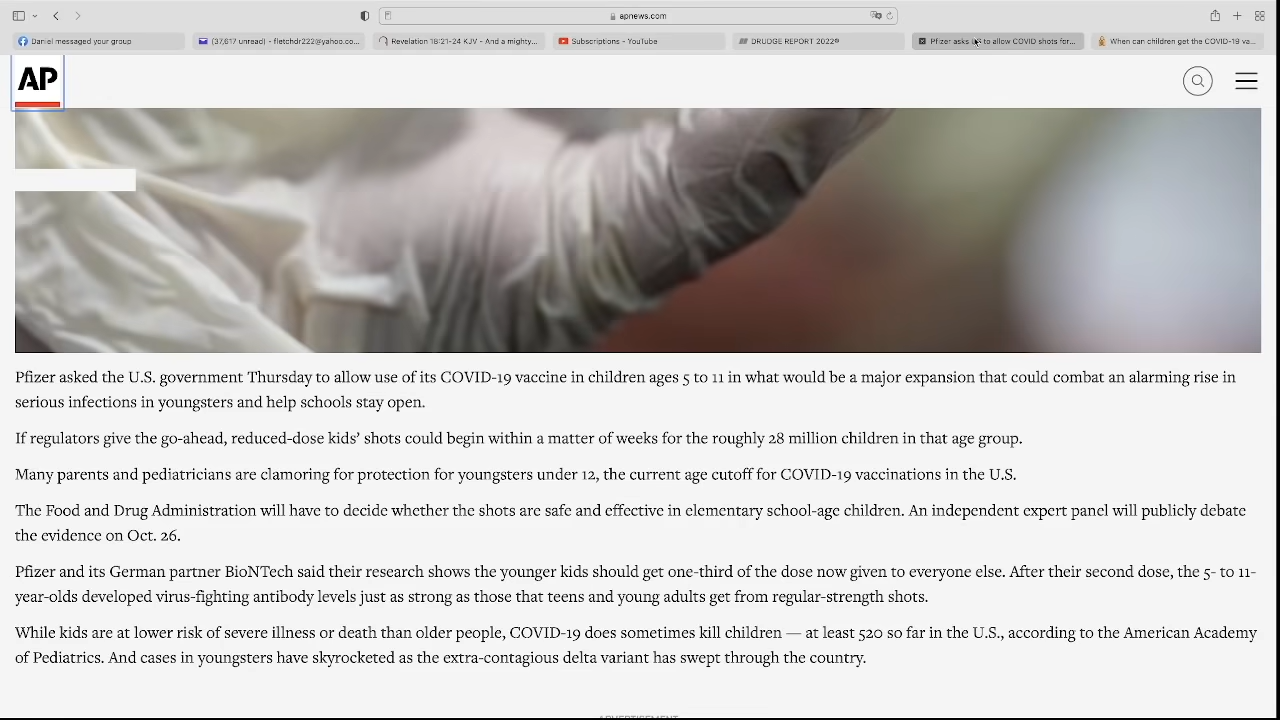 apnews.com
Daniel messaged your group
(37,617 unread) - fletchdr222@yahoo.co...
Revelation 18:21-24 KJV - And a mighty...
Subscriptions - YouTube
DRUDGE REPORT 2022®
Pfizer asks US to allow COVID shots for...
When can children get the COVID-19 va...
AP
Pfizer asked the U.S. government Thursday to allow use of its COVID-19 vaccine in children ages 5 to 11 in what would be a major expansion that could combat an alarming rise in
serious infections in youngsters and help schools stay open.
If regulators give the go-ahead, reduced-dose kids’ shots could begin within a matter of weeks for the roughly 28 million children in that age group.
Many parents and pediatricians are clamoring for protection for youngsters under 12, the current age cutoff for COVID-19 vaccinations in the U.S.
The Food and Drug Administration will have to decide whether the shots are safe and effective in elementary school-age children. An independent expert panel will publicly debate
the evidence on Oct. 26.
Pfizer and its German partner BioNTech said their research shows the younger kids should get one-third of the dose now given to everyone else. After their second dose, the 5- to 11-
year-olds developed virus-fighting antibody levels just as strong as those that teens and young adults get from regular-strength shots.
While kids are at lower risk of severe illness or death than older people, COVID-19 does sometimes kill children — at least 520 so far in the U.S., according to the American Academy
of Pediatrics. And cases in youngsters have skyrocketed as the extra-contagious delta variant has swept through the country.